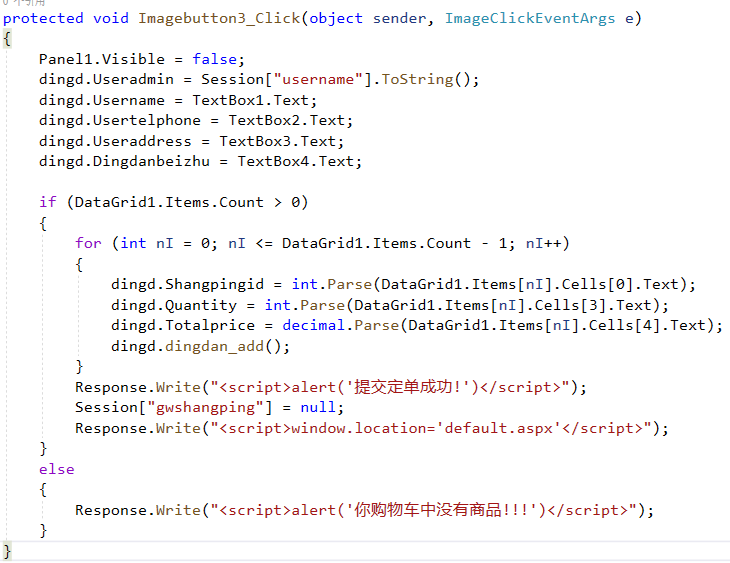 0 个引用
protected void Imagebutton3_Click(object sender, ImageClickEventArgs e)
{
    Panel1.Visible = false;
    dingd.Useradmin = Session["username"].ToString();
    dingd.Username = TextBox1.Text;
    dingd.Usertelphone = TextBox2.Text;
    dingd.Useraddress = TextBox3.Text;
    dingd.Dingdanbeizhu = TextBox4.Text;

    if (DataGrid1.Items.Count > 0)
    {
        for (int nI = 0; nI <= DataGrid1.Items.Count - 1; nI++)
        {
            dingd.Shangpingid = int.Parse(DataGrid1.Items[nI].Cells[0].Text);
            dingd.Quantity = int.Parse(DataGrid1.Items[nI].Cells[3].Text);
            dingd.Totalprice = decimal.Parse(DataGrid1.Items[nI].Cells[4].Text);
            dingd.dingdan_add();
        }
        Response.Write("<script>alert('提交定单成功!')</script>");
        Session["gwshangping"] = null;
        Response.Write("<script>window.location='default.aspx'</script>");
    }
    else
    {
        Response.Write("<script>alert('你购物车中没有商品!!!')</script>");
    }
}